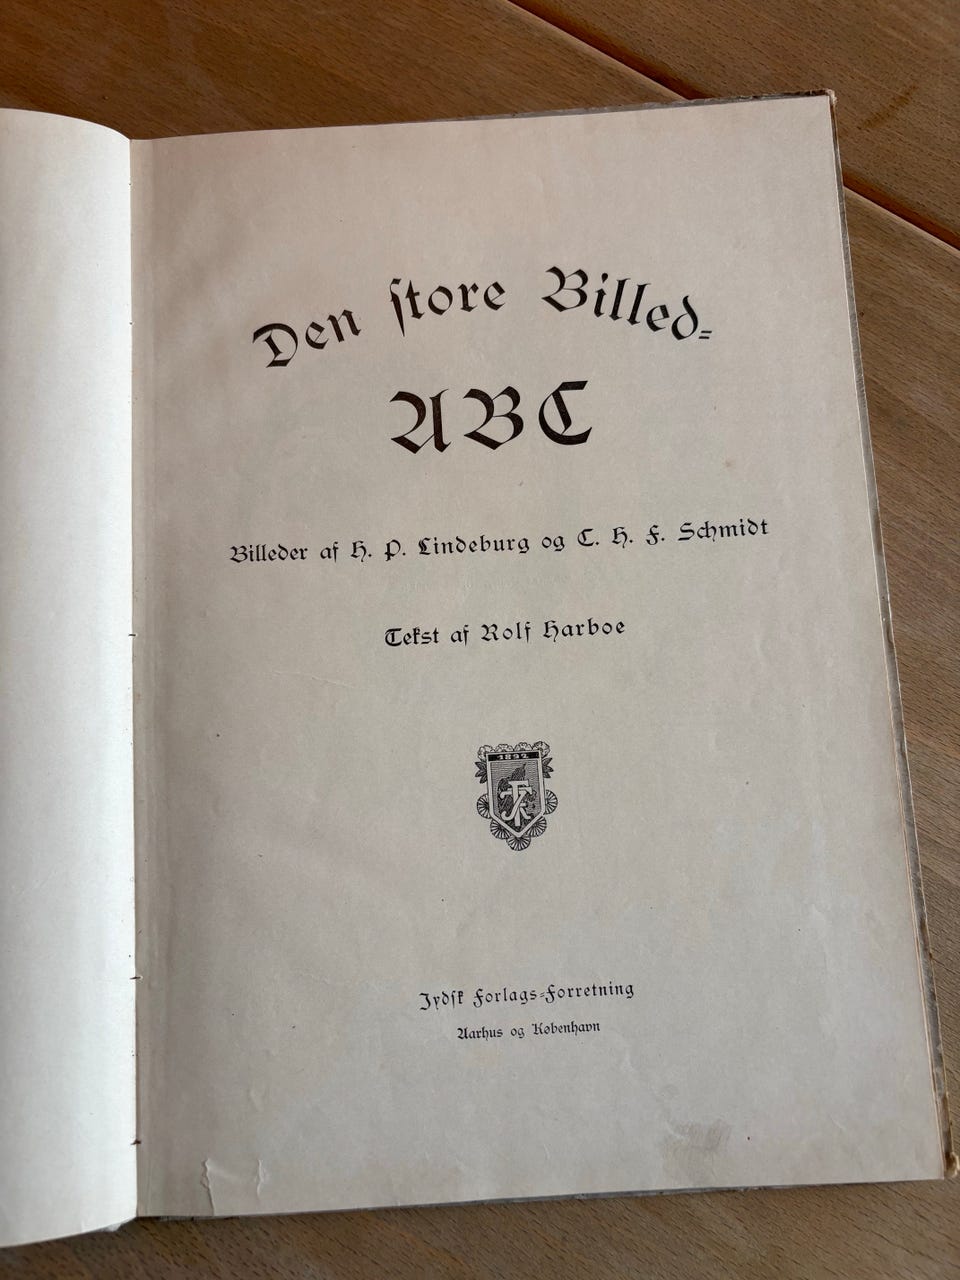 Den store Billed-
ABC
Billeder af H. P. Lindeburg og C. H. F. Schmidt
Tekst af Rolf Harboe
1894
Jydsk Forlags-Forretning
Aarhus og København